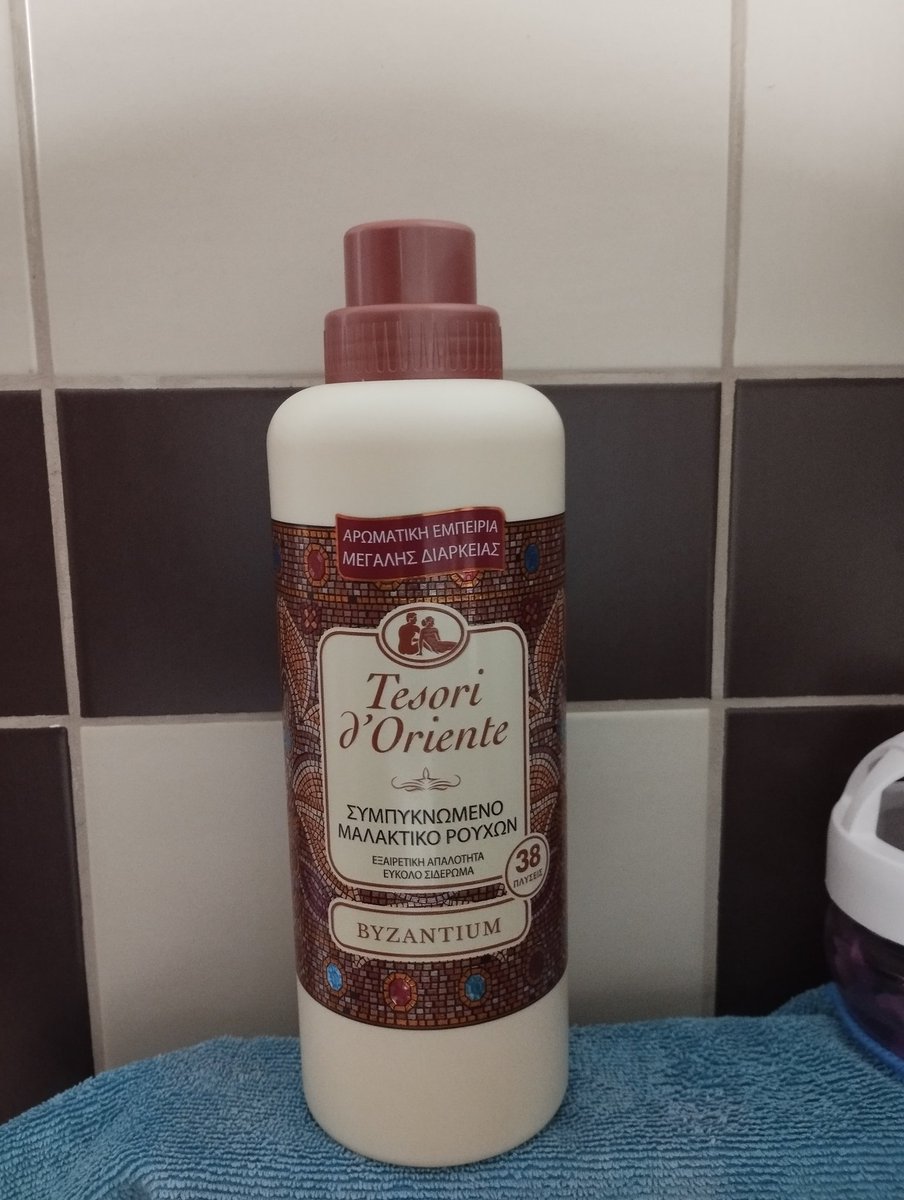 ΑΡΩΜΑΤΙΚΗ ΕΜΠΕΙΡΙΑ
ΜΕΓΑΛΗΣ ΔΙΑΡΚΕΙΑΣ
Tesori
d'Oriente
ΣΥΜΠΥΚΝΩΜΕΝΟ
ΜΑΛΑΚΤΙΚΟ ΡΟΥΧΩΝ
ΕΞΑΙΡΕΤΙΚΗ ΑΠΑΛΟΤΗΤΑ
ΕΥΚΟΛΟ ΣΙΔΕΡΩΜΑ
38
ΠΛΥΣΕΙΣ
BYZANTIUM